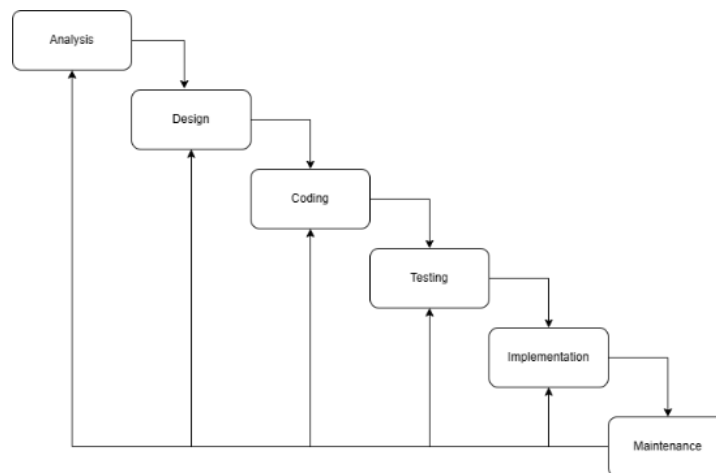 Analysis
Design
Coding
Testing
Implementation
Maintenance